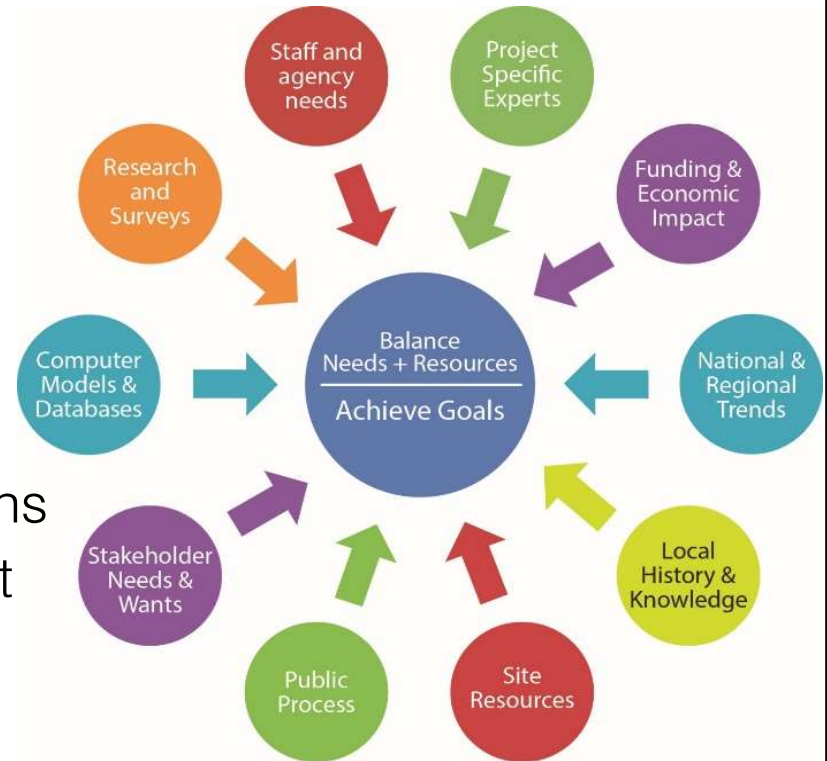 Staff and
agency
needs
Project
Specific
Experts
Research
and
Surveys
Funding &
Economic
Impact
Balance
Needs + Resources
Achieve Goals
Computer
Models &
Databases
National &
Regional
Trends
Stakeholder
Needs &
Wants
Local
History &
Knowledge
Public
Process
Site
Resources